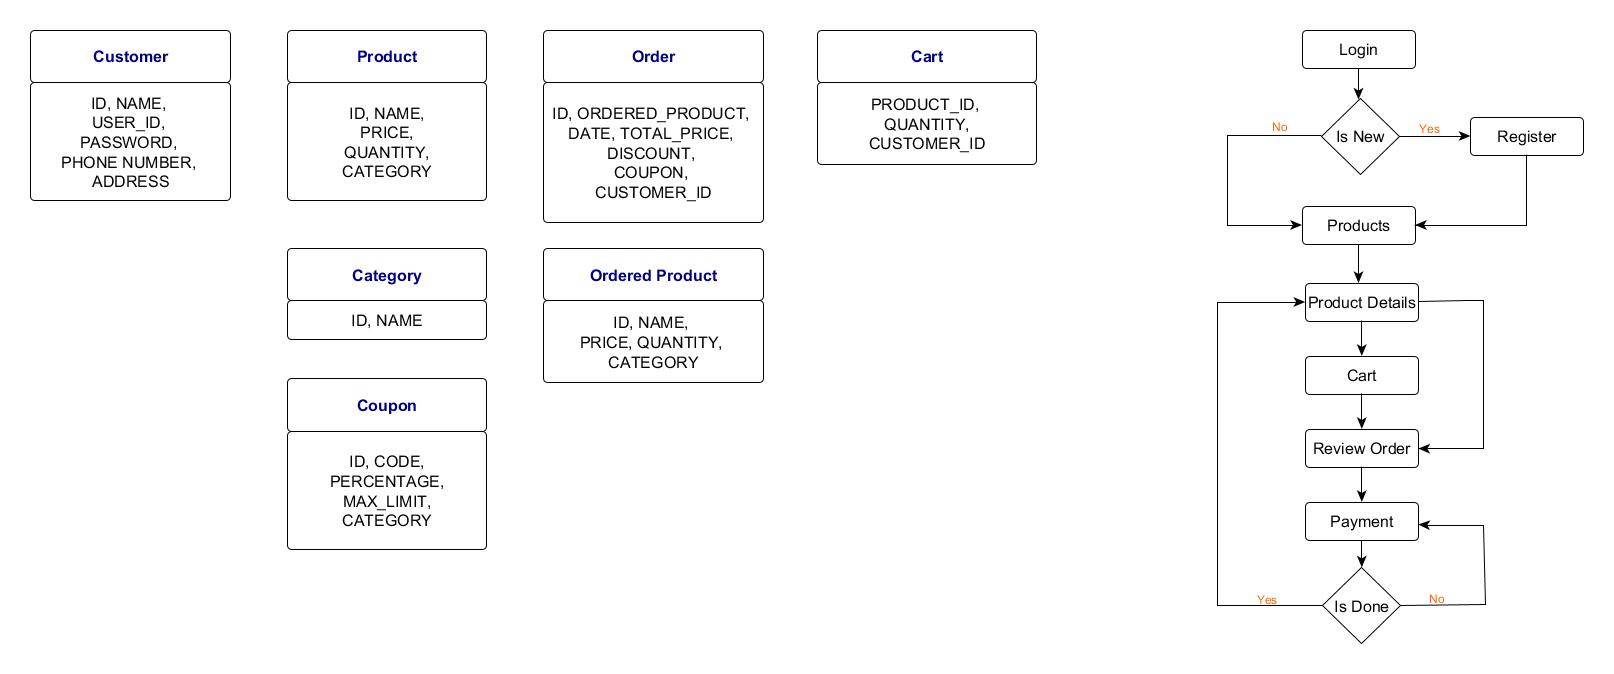 Customer
ID, NAME,
USER_ID,
PASSWORD,
PHONE NUMBER,
ADDRESS
Product
ID, NAME,
PRICE,
QUANTITY,
CATEGORY
Order
ID, ORDERED_PRODUCT,
DATE, TOTAL_PRICE,
DISCOUNT,
COUPON,
CUSTOMER_ID
Cart
PRODUCT_ID,
QUANTITY,
CUSTOMER_ID
Category
ID, NAME
Ordered Product
ID, NAME,
PRICE, QUANTITY,
CATEGORY
Coupon
ID, CODE,
PERCENTAGE,
MAX_LIMIT,
CATEGORY
Login
No
Is New
Yes
Register
Products
Product Details
Cart
Review Order
Payment
Yes
Is Done
No